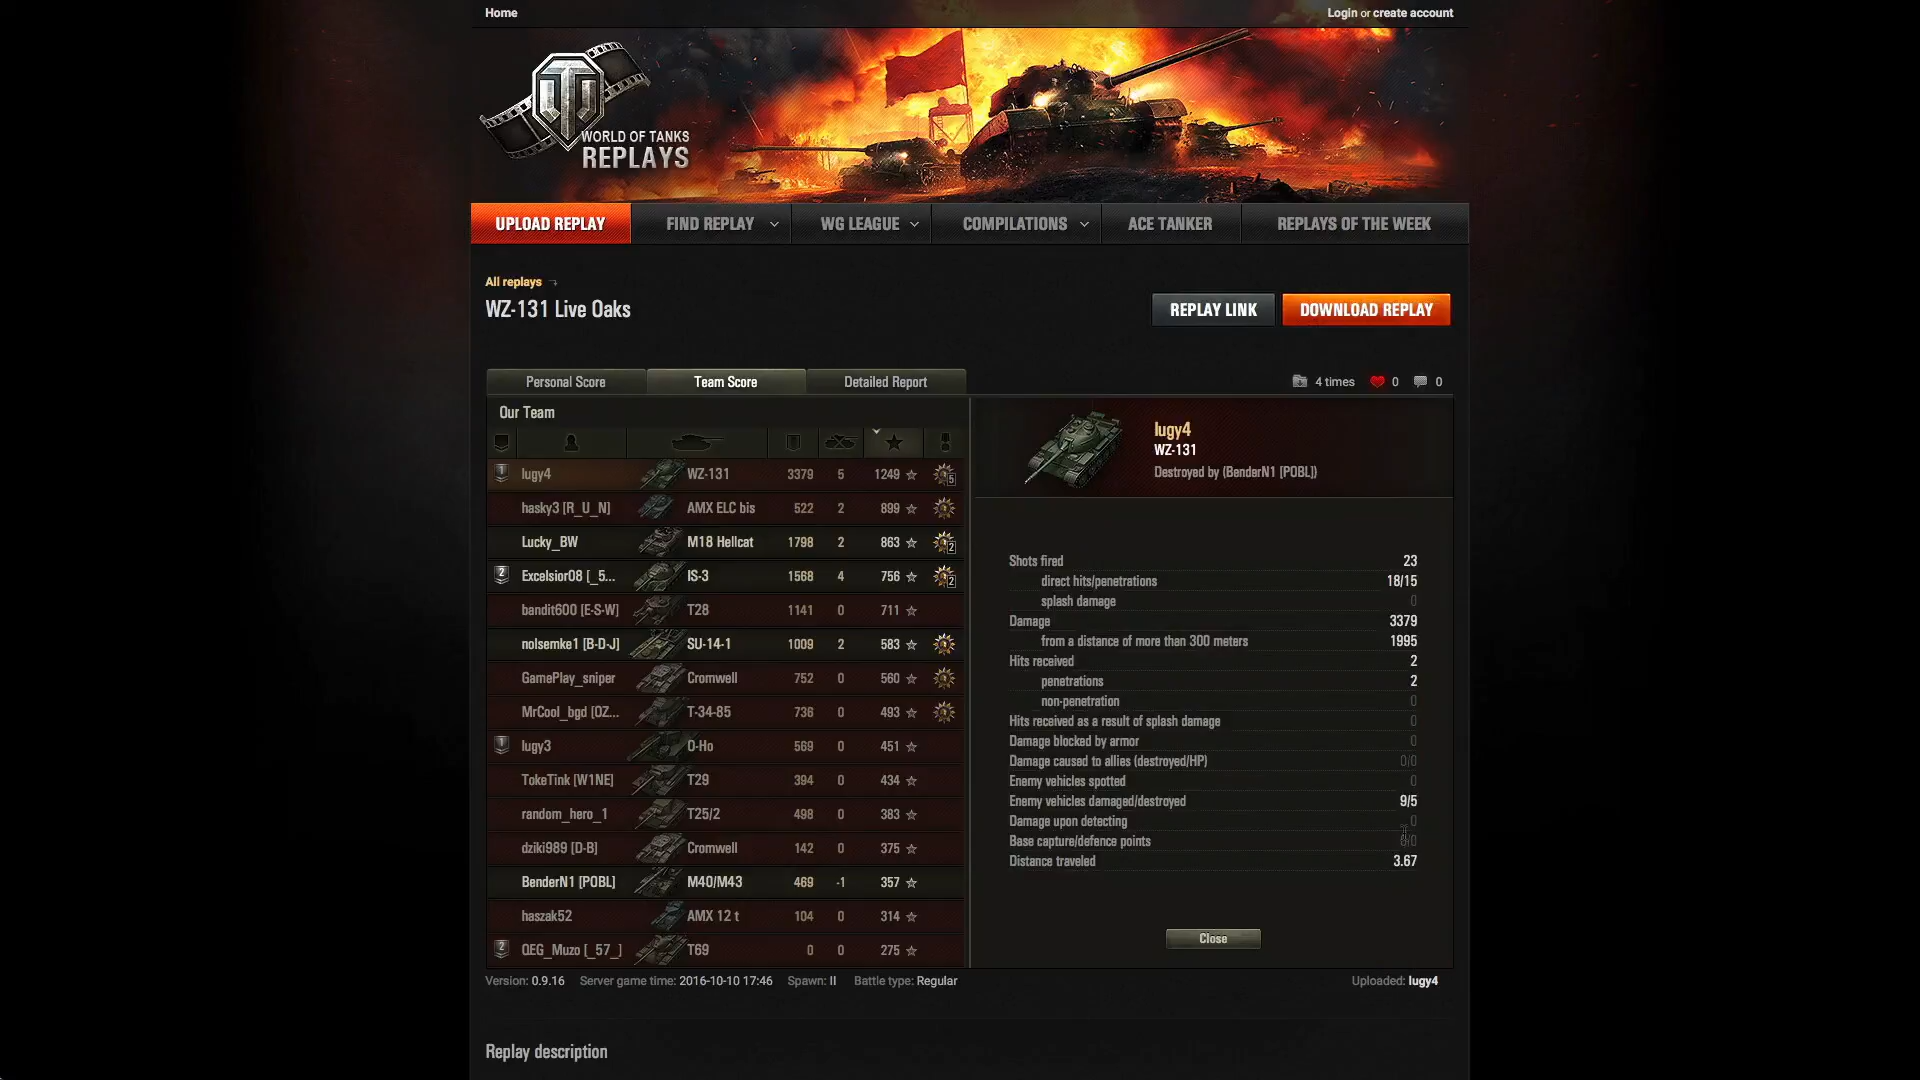 Home
Login or create account
WORLD OF TANKS
REPLAYS
UPLOAD REPLAY
FIND REPLAY
WG LEAGUE
COMPILATIONS
ACE TANKER
REPLAYS OF THE WEEK
All replays
WZ-131 Live Oaks
REPLAY LINK
DOWNLOAD REPLAY
Personal Score
Team Score
Detailed Report
4 times
0
0
Our Team
1 lugy4 WZ-131 3379 5 1249 5
hasky3 [R_U_N] AMX ELC bis 522 2 899
Lucky_BW M18 Hellcat 1798 2 863 2
2 Excelsior08 [_5... IS-3 1568 4 756 2
bandit600 [E-S-W] T28 1141 0 711
nolsemke1 [B-D-J] SU-14-1 1009 2 583
GamePlay_sniper Cromwell 752 0 560
MrCool_bgd [OZ... T-34-85 736 0 493
1 lugy3 O-Ho 569 0 451
TokeTink [W1NE] T29 394 0 434
random_hero_1 T25/2 498 0 383
dziki989 [D-B] Cromwell 142 0 375
BenderN1 [POBL] M40/M43 469 -1 357
haszak52 AMX 12 t 104 0 314
2 QEG_Muzo [_57_] T69 0 0 275
lugy4
WZ-131
Destroyed by (BenderN1 [POBL])
Shots fired 23
direct hits/penetrations 18/15
splash damage 0
Damage 3379
from a distance of more than 300 meters 1995
Hits received 2
penetrations 2
non-penetration 0
Hits received as a result of splash damage 0
Damage blocked by armor 0
Damage caused to allies (destroyed/HP) 0/0
Enemy vehicles spotted 0
Enemy vehicles damaged/destroyed 9/5
Damage upon detecting 0
Base capture/defence points 0/0
Distance traveled 3.67
Close
Version: 0.9.16 Server game time: 2016-10-10 17:46 Spawn: II Battle type: Regular
Uploaded: lugy4
Replay description